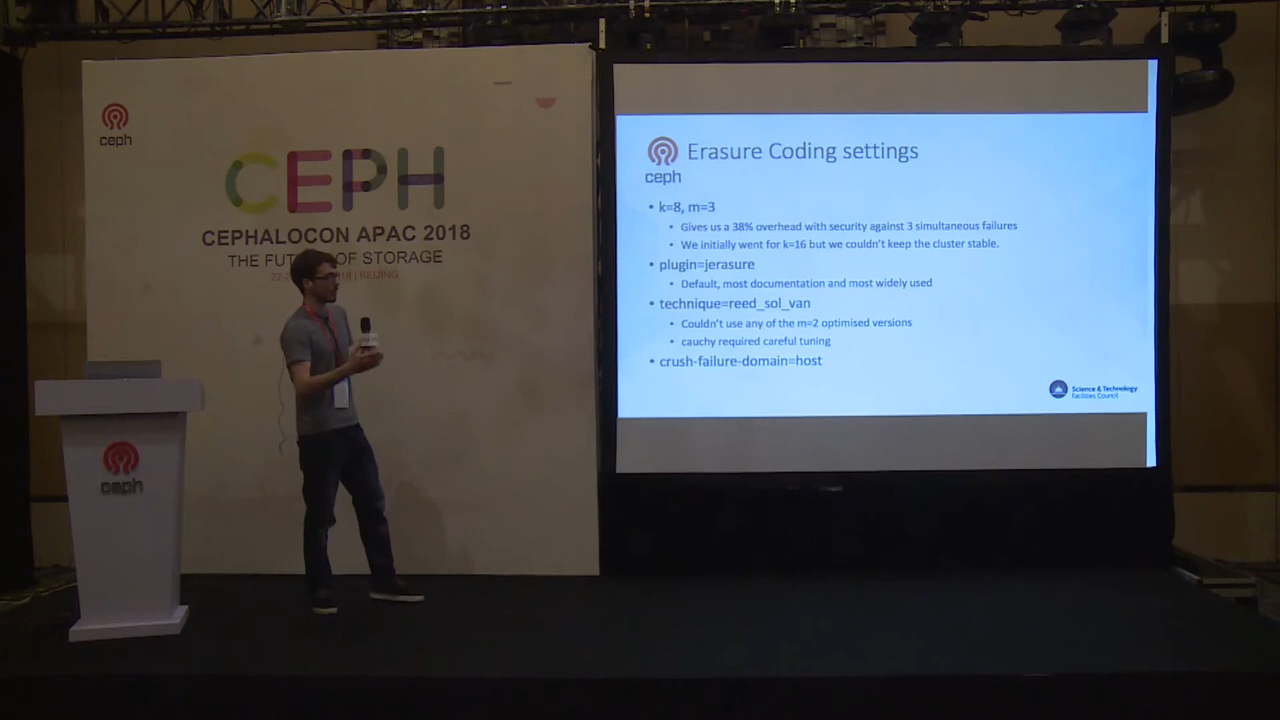 ceph
CEPH
CEPHALOCON APAC 2018
THE FUTURE OF STORAGE
BEIJING
ceph
ceph
Erasure Coding settings
• k=8, m=3
• Gives us a 38% overhead with security against 3 simultaneous failures
• We initially went for k=16 but we couldn't keep the cluster stable.
• plugin=jerasure
• Default, most documentation and most widely used
• technique=reed_sol_van
• Couldn't use any of the m=2 optimised versions
• cauchy required careful tuning
• crush-failure-domain=host
Science & Technology
Facilities Council